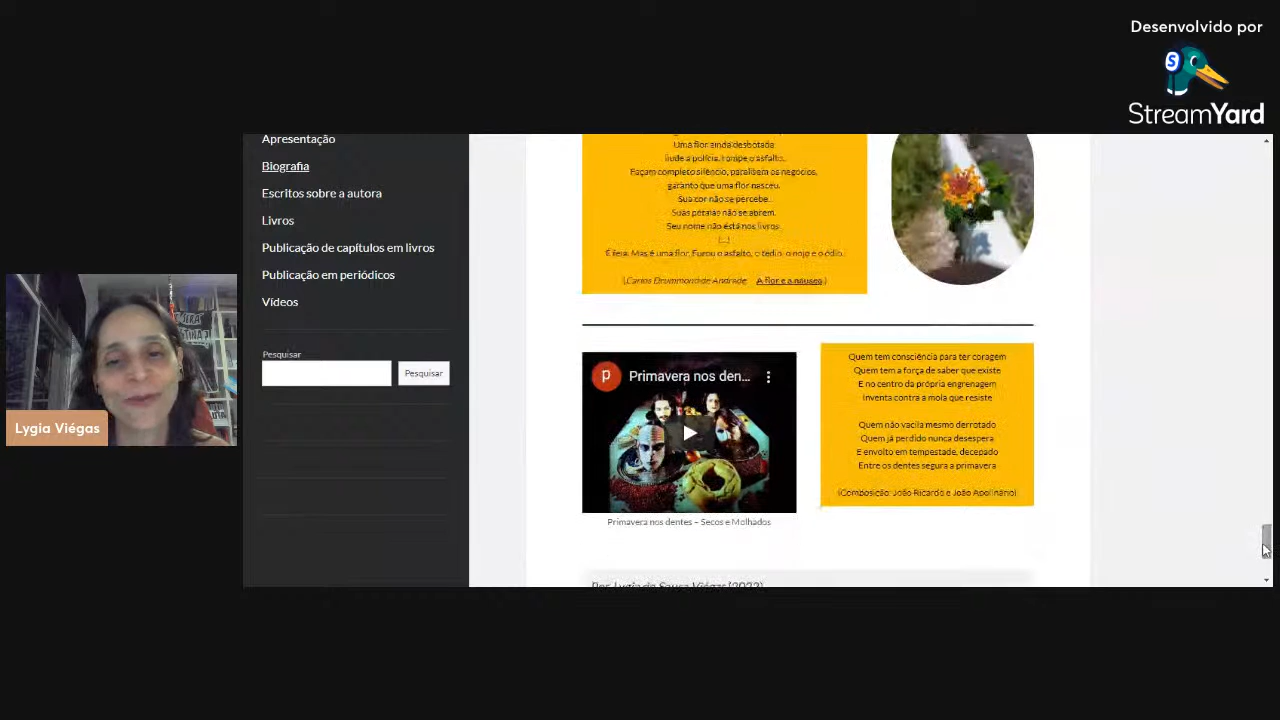 Desenvolvido por
StreamYard
Apresentação
Biografia
Escritos sobre a autora
Livros
Publicação de capítulos em livros
Publicação em periódicos
Vídeos
Pesquisar
Pesquisar
Lygia Viégas
Uma flor ainda desbotada
ilude a polícia, rompe o asfalto.
Façam completo silêncio, paralisem os negócios,
garanto que uma flor nasceu.
Sua cor não se percebe.
Suas pétalas não se abrem.
Seu nome não está nos livros.
(...)
É feia. Mas é uma flor. Furou o asfalto, o tédio, o nojo e o ódio.
(Carlos Drummond de Andrade A flor e a náusea.)
p
Primavera nos den...
Primavera nos dentes – Secos e Molhados
Quem tem consciência para ter coragem
Quem tem a força de saber que existe
E no centro da própria engrenagem
Inventa contra a mola que resiste
Quem não vacila mesmo derrotado
Quem já perdido nunca desespera
E envolto em tempestade, decepado
Entre os dentes segura a primavera
(Composição: João Ricardo e João Apolinário)
Por Lygia de Sousa Viégas (2022)